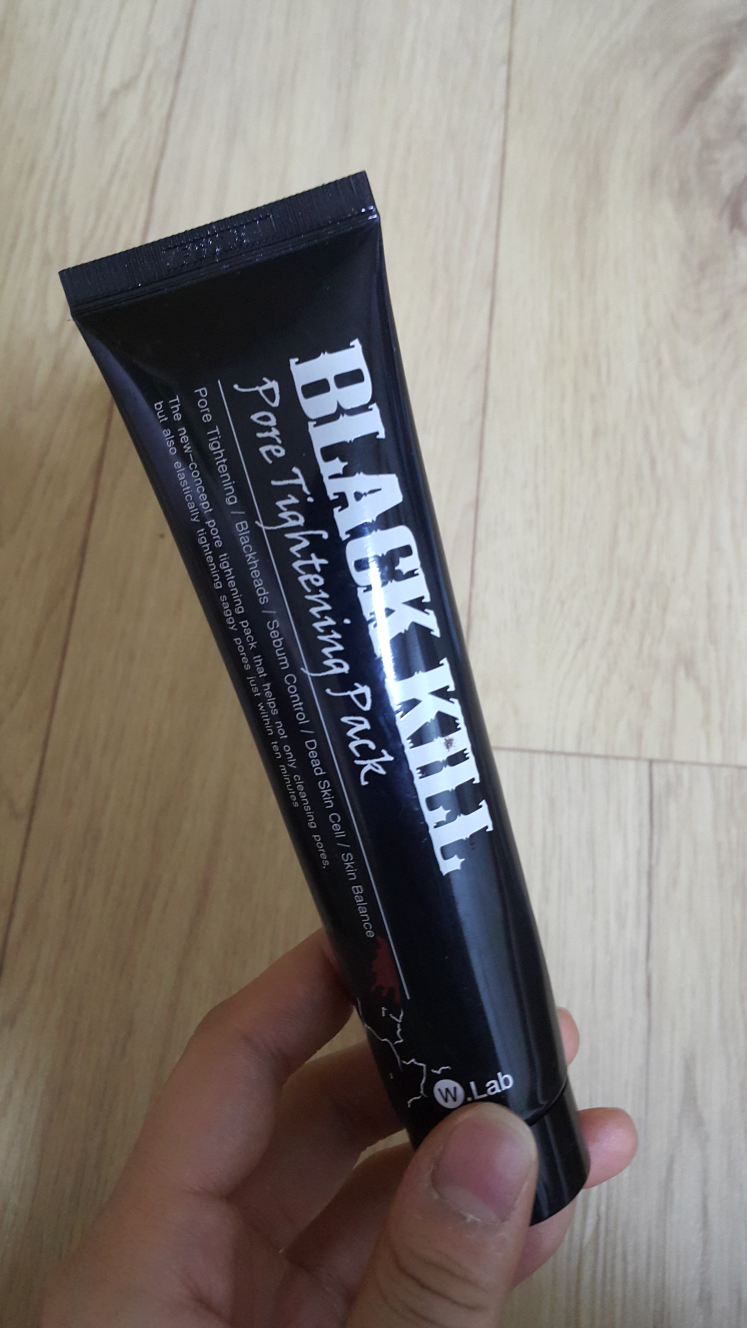 BLACK KILL
Pore Tightening Pack
Pore Tightening / Blackheads / Sebum Control / Dead Skin Cell / Skin Balance
The new-concept pore tightening pack that helps not only cleansing pores,
but also elastically tightening saggy pores just within ten minutes
W.Lab